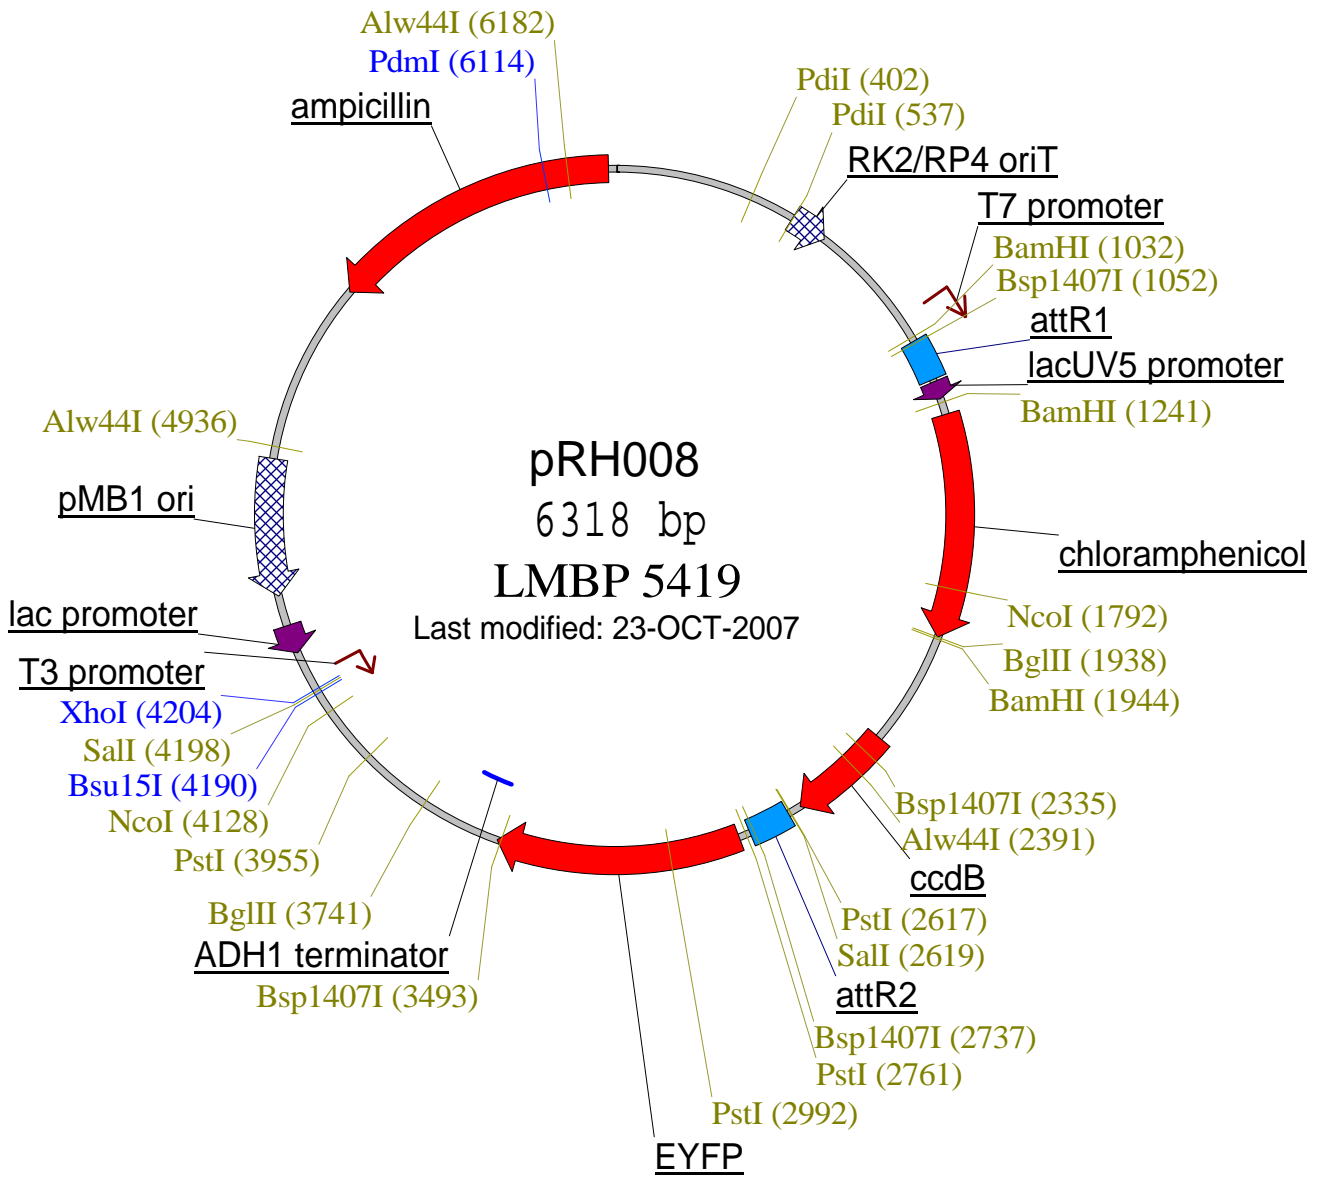 Alw44I (6182)
PdmI (6114)
ampicillin
PdiI (402)
PdiI (537)
RK2/RP4 oriT
T7 promoter
BamHI (1032)
Bsp1407I (1052)
attR1
lacUV5 promoter
BamHI (1241)
chloramphenicol
NcoI (1792)
BglII (1938)
BamHI (1944)
Bsp1407I (2335)
Alw44I (2391)
ccdB
PstI (2617)
SalI (2619)
attR2
Bsp1407I (2737)
PstI (2761)
PstI (2992)
EYFP
Bsp1407I (3493)
ADH1 terminator
BglII (3741)
PstI (3955)
NcoI (4128)
Bsu15I (4190)
SalI (4198)
XhoI (4204)
T3 promoter
lac promoter
pMB1 ori
Alw44I (4936)
pRH008
6318 bp
LMBP 5419
Last modified: 23-OCT-2007